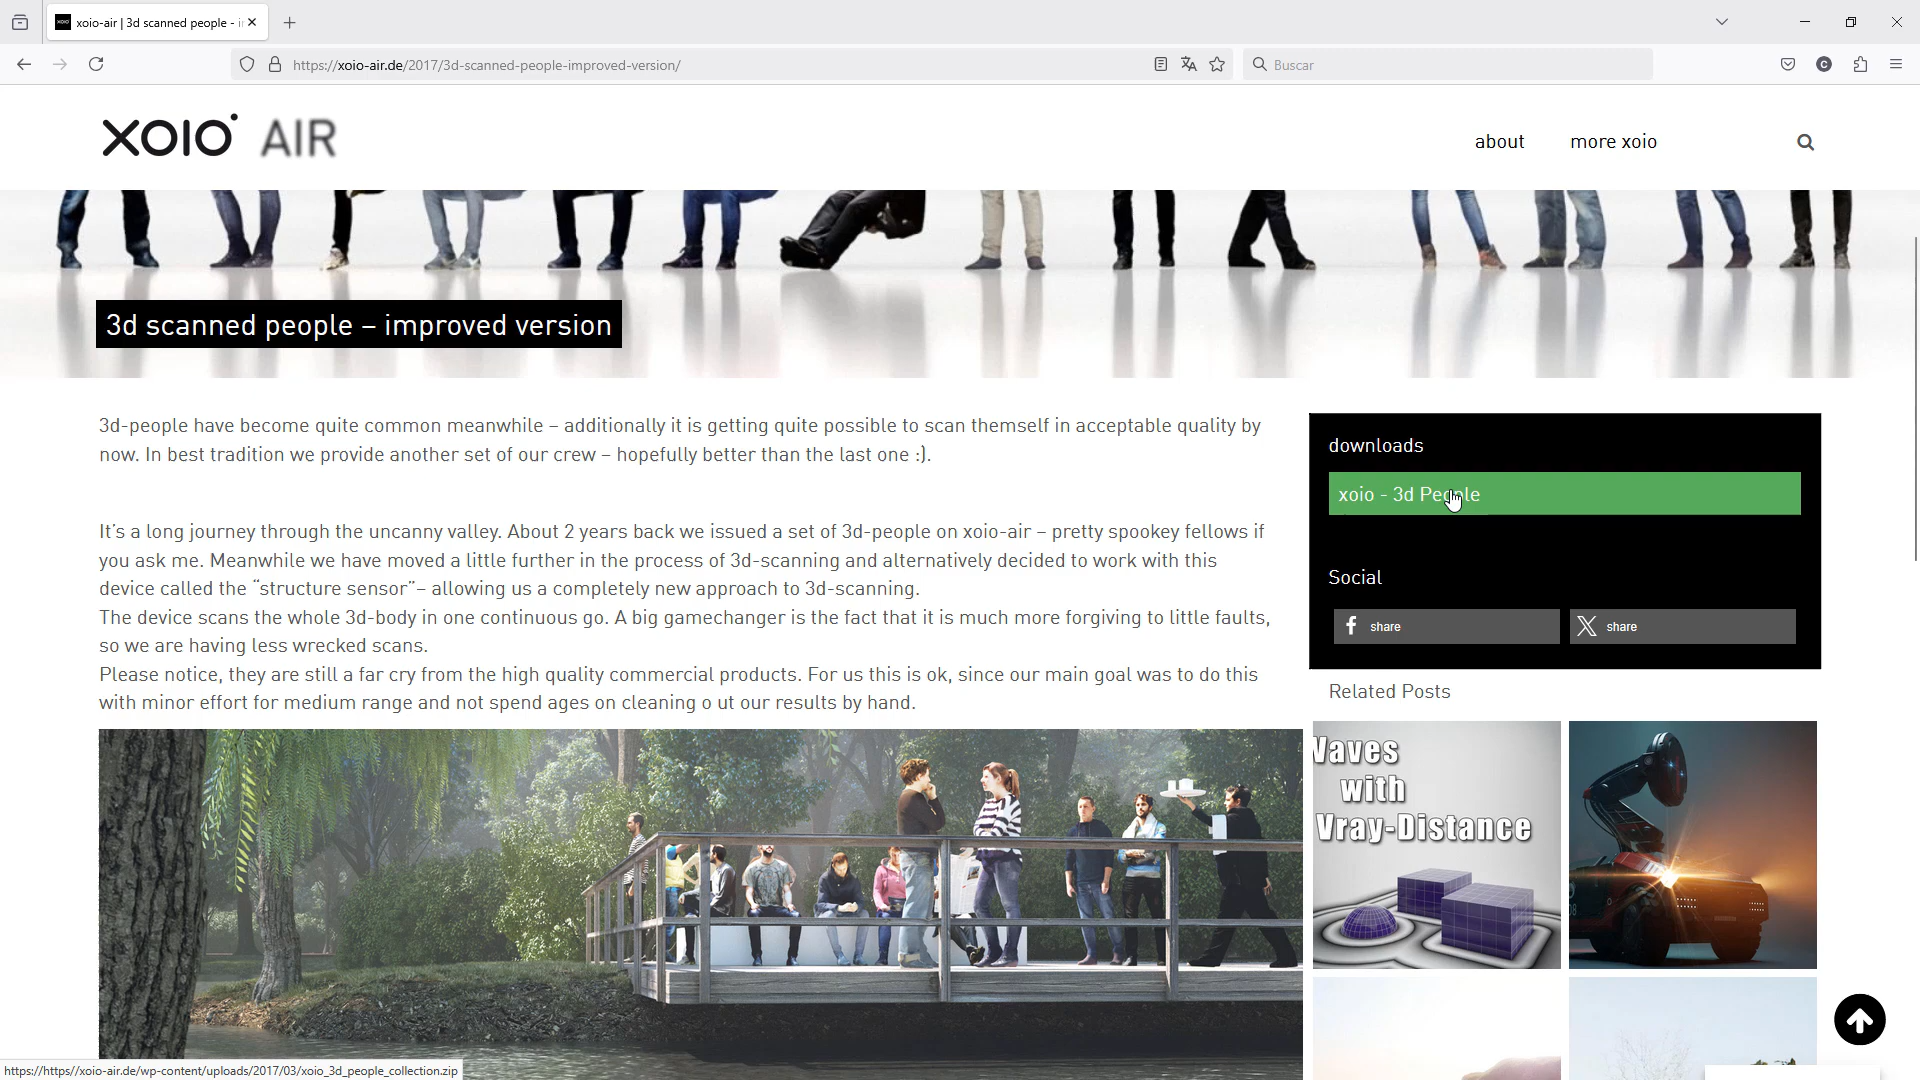 xoio-air | 3d scanned people - i
https://xoio-air.de/2017/3d-scanned-people-improved-version/
Buscar
C
XOIO AIR
about
more xoio
3d scanned people – improved version
3d-people have become quite common meanwhile – additionally it is getting quite possible to scan themself in acceptable quality by
now. In best tradition we provide another set of our crew – hopefully better than the last one :).
It's a long journey through the uncanny valley. About 2 years back we issued a set of 3d-people on xoio-air – pretty spookey fellows if
you ask me. Meanwhile we have moved a little further in the process of 3d-scanning and alternatively decided to work with this
device called the “structure sensor”– allowing us a completely new approach to 3d-scanning.
The device scans the whole 3d-body in one continuous go. A big gamechanger is the fact that it is much more forgiving to little faults,
so we are having less wrecked scans.
Please notice, they are still a far cry from the high quality commercial products. For us this is ok, since our main goal was to do this
with minor effort for medium range and not spend ages on cleaning o ut our results by hand.
downloads
xoio - 3d People
Social
share
share
Related Posts
Waves
with
Vray-Distance
https://https//xoio-air.de/wp-content/uploads/2017/03/xoio_3d_people_collection.zip